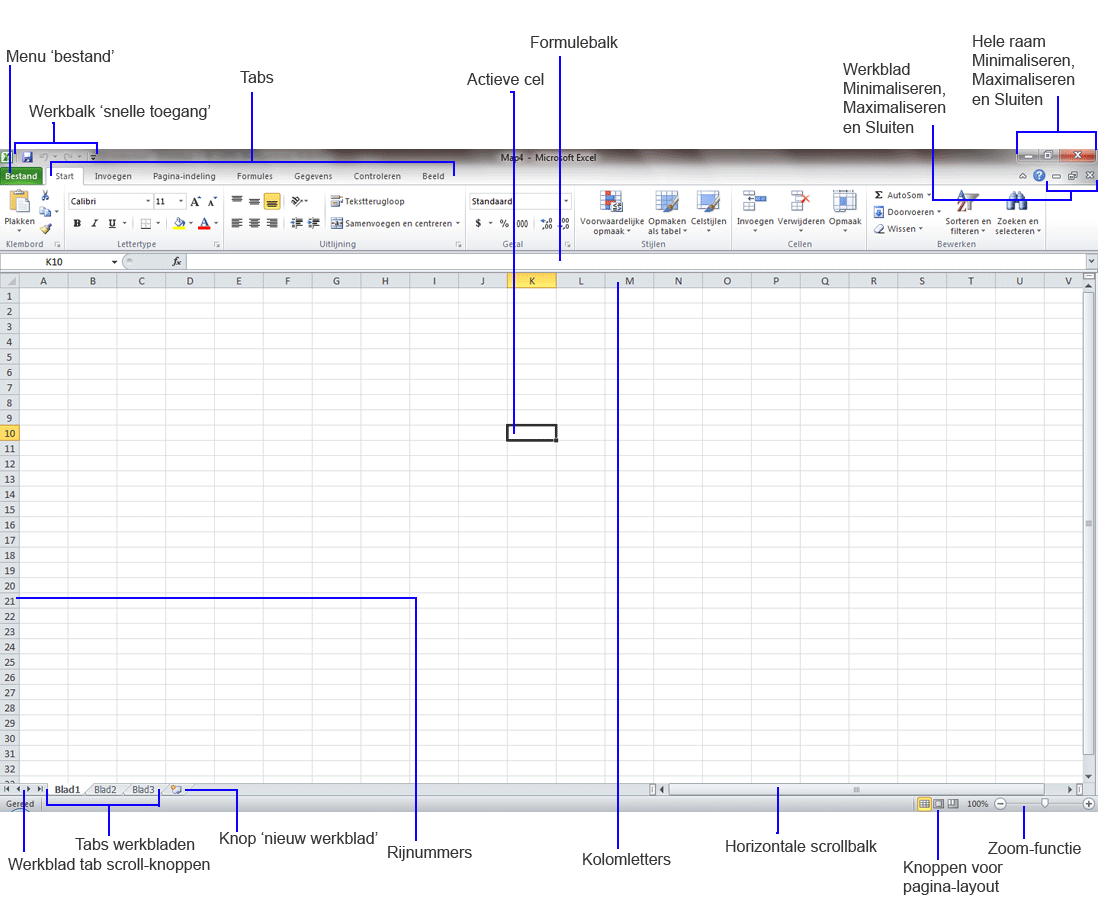 Formulebalk
Hele raam
Minimaliseren,
Maximaliseren
en Sluiten
Menu ‘bestand’
Tabs
Actieve cel
Werkblad
Minimaliseren,
Maximaliseren
en Sluiten
Werkbalk ‘snelle toegang’
Map4 - Microsoft Excel
Bestand Start Invoegen Pagina-indeling Formules Gegevens Controleren Beeld
Plakken
Klembord
Calibri 11 A A
B I U A
Lettertype
Tekstterugloop
Samenvoegen en centreren
Uitlijning
Standaard
$ % 000 ,00 ,00
Getal
Voorwaardelijke opmaak
Opmaken als tabel
Celstijlen
Stijlen
Invoegen Verwijderen Opmaak
Cellen
Σ AutoSom
Doorvoeren
Wissen
Sorteren en filteren
Zoeken en selecteren
Bewerken
K10 fx
A B C D E F G H I J K L M N O P Q R S T U V
1
2
3
4
5
6
7
8
9
10
11
12
13
14
15
16
17
18
19
20
21
22
23
24
25
26
27
28
29
30
31
32
Blad1 Blad2 Blad3
Gereed 100%
Tabs werkbladen
Werkblad tab scroll-knoppen
Knop ‘nieuw werkblad’
Rijnummers
Kolomletters
Horizontale scrollbalk
Knoppen voor
pagina-layout
Zoom-functie